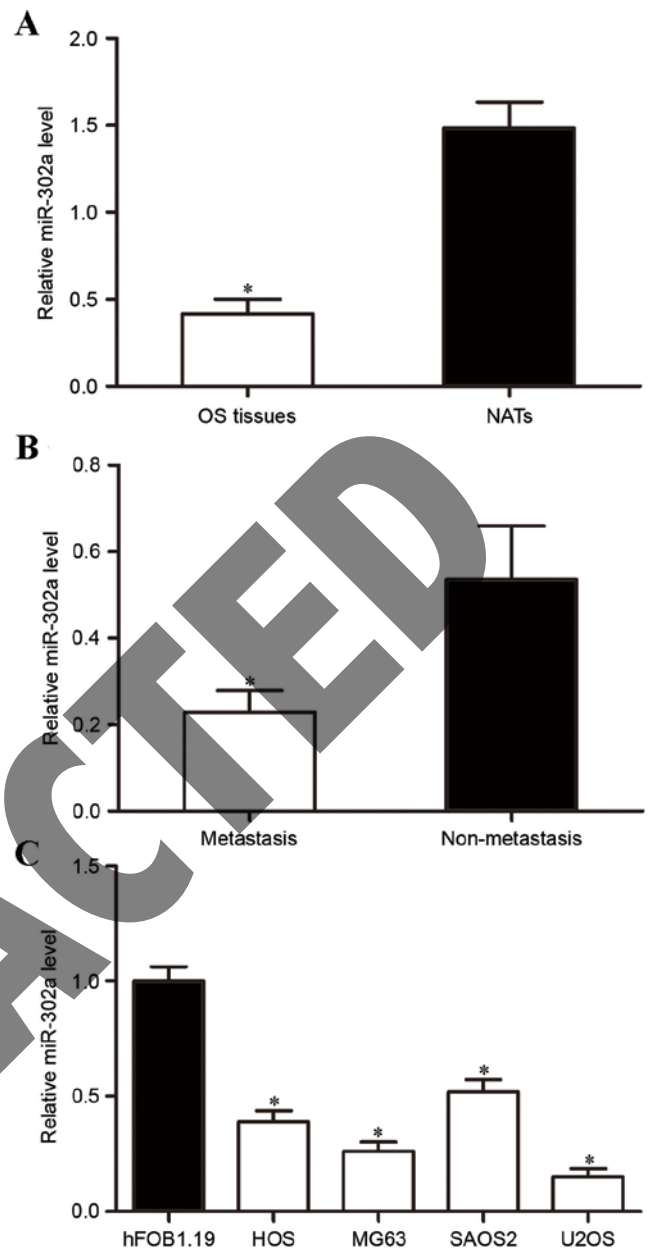 A
2.0
1.5
1.0
0.5
0.0
Relative miR-302a level
*
OS tissues NATs
B
0.8
0.6
0.4
0.2
0.0
Relative miR-302a level
*
Metastasis Non-metastasis
C
1.5
1.0
0.5
0.0
Relative miR-302a level
* * * *
hFOB1.19 HOS MG63 SAOS2 U2OS
ACTED